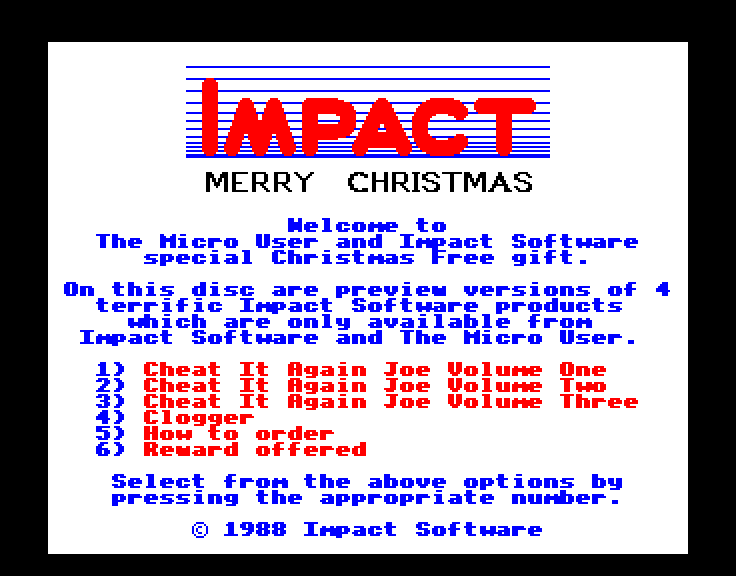 IMPACT
MERRY CHRISTMAS
Welcome to
The Micro User and Impact Software
special Christmas Free gift.
On this disc are preview versions of 4
terrific Impact Software products
which are only available from
Impact Software and The Micro User.
1) Cheat It Again Joe Volume One
2) Cheat It Again Joe Volume Two
3) Cheat It Again Joe Volume Three
4) Clogger
5) How to order
6) Reward offered
Select from the above options by
pressing the appropriate number.
© 1988 Impact Software